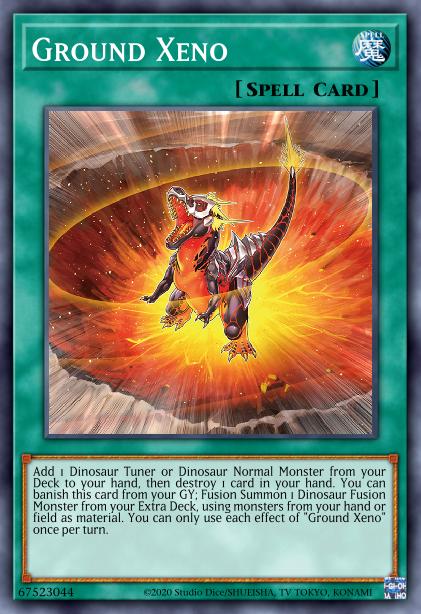 Ground Xeno
SPELL
魔
[Spell Card]
Add 1 Dinosaur Tuner or Dinosaur Normal Monster from your
Deck to your hand, then destroy 1 card in your hand. You can
banish this card from your GY; Fusion Summon 1 Dinosaur Fusion
Monster from your Extra Deck, using monsters from your hand or
field as material. You can only use each effect of "Ground Xeno"
once per turn.
67523044
©2020 Studio Dice/SHUEISHA, TV TOKYO, KONAMI